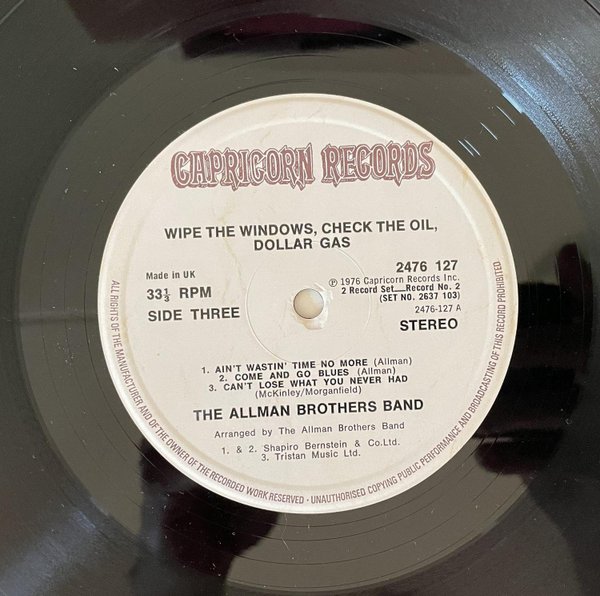 CAPRICORN RECORDS
WIPE THE WINDOWS, CHECK THE OIL,
DOLLAR GAS
Made in UK
33⅓ RPM
SIDE THREE
2476 127
℗ 1976 Capricorn Records Inc.
2 Record Set__Record No. 2
(SET NO. 2637 103)
2476-127 A
STEREO
1. AIN'T WASTIN' TIME NO MORE (Allman)
2. COME AND GO BLUES (Allman)
3. CAN'T LOSE WHAT YOU NEVER HAD
(McKinley/Morganfield)
THE ALLMAN BROTHERS BAND
Arranged by The Allman Brothers Band
1. & 2. Shapiro Bernstein & Co.Ltd.
3. Tristan Music Ltd.
ALL RIGHTS OF THE MANUFACTURER AND OF THE OWNER OF THE RECORDED WORK RESERVED · UNAUTHORISED COPYING PUBLIC PERFORMANCE AND BROADCASTING OF THIS RECORD PROHIBITED